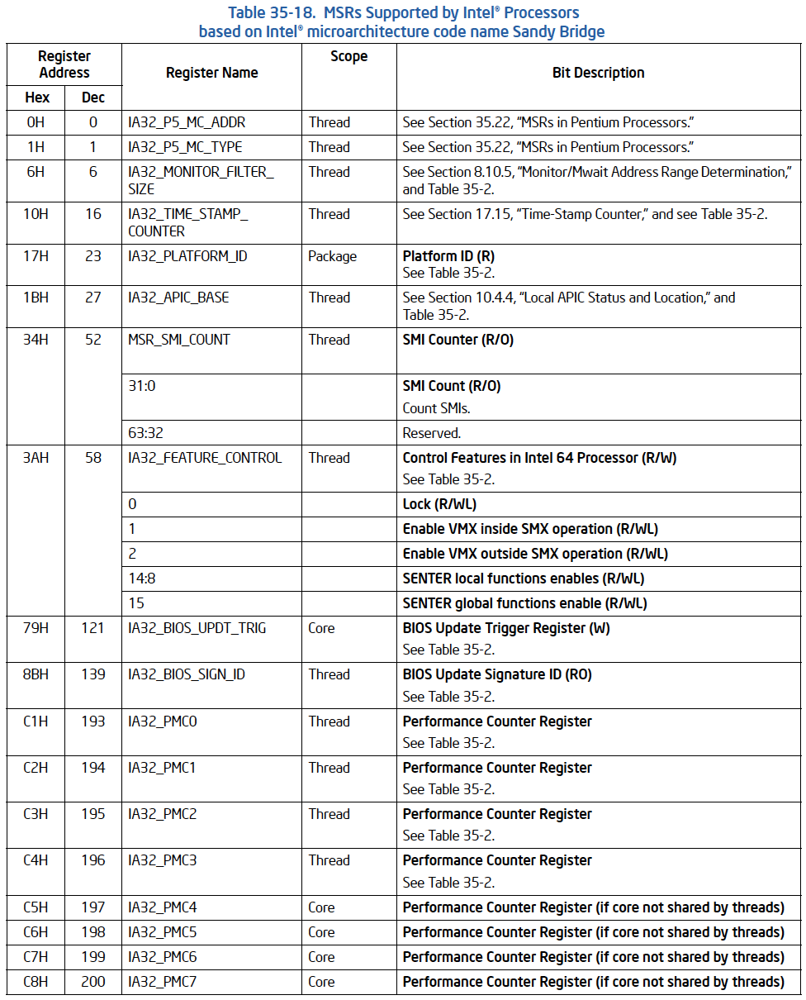 Table 35-18. MSRs Supported by Intel® Processors
based on Intel® microarchitecture code name Sandy Bridge
Register Address Register Name Scope Bit Description
Hex Dec
0H 0 IA32_P5_MC_ADDR Thread See Section 35.22, “MSRs in Pentium Processors.”
1H 1 IA32_P5_MC_TYPE Thread See Section 35.22, “MSRs in Pentium Processors.”
6H 6 IA32_MONITOR_FILTER_ Thread See Section 8.10.5, “Monitor/Mwait Address Range Determination,”
SIZE and Table 35-2.
10H 16 IA32_TIME_STAMP_ Thread See Section 17.15, “Time-Stamp Counter,” and see Table 35-2.
COUNTER
17H 23 IA32_PLATFORM_ID Package Platform ID (R)
See Table 35-2.
1BH 27 IA32_APIC_BASE Thread See Section 10.4.4, “Local APIC Status and Location,” and
Table 35-2.
34H 52 MSR_SMI_COUNT Thread SMI Counter (R/O)
31:0 SMI Count (R/O)
Count SMIs.
63:32 Reserved.
3AH 58 IA32_FEATURE_CONTROL Thread Control Features in Intel 64 Processor (R/W)
See Table 35-2.
0 Lock (R/WL)
1 Enable VMX inside SMX operation (R/WL)
2 Enable VMX outside SMX operation (R/WL)
14:8 SENTER local functions enables (R/WL)
15 SENTER global functions enable (R/WL)
79H 121 IA32_BIOS_UPDT_TRIG Core BIOS Update Trigger Register (W)
See Table 35-2.
8BH 139 IA32_BIOS_SIGN_ID Thread BIOS Update Signature ID (RO)
See Table 35-2.
C1H 193 IA32_PMC0 Thread Performance Counter Register
See Table 35-2.
C2H 194 IA32_PMC1 Thread Performance Counter Register
See Table 35-2.
C3H 195 IA32_PMC2 Thread Performance Counter Register
See Table 35-2.
C4H 196 IA32_PMC3 Thread Performance Counter Register
See Table 35-2.
C5H 197 IA32_PMC4 Core Performance Counter Register (if core not shared by threads)
C6H 198 IA32_PMC5 Core Performance Counter Register (if core not shared by threads)
C7H 199 IA32_PMC6 Core Performance Counter Register (if core not shared by threads)
C8H 200 IA32_PMC7 Core Performance Counter Register (if core not shared by threads)